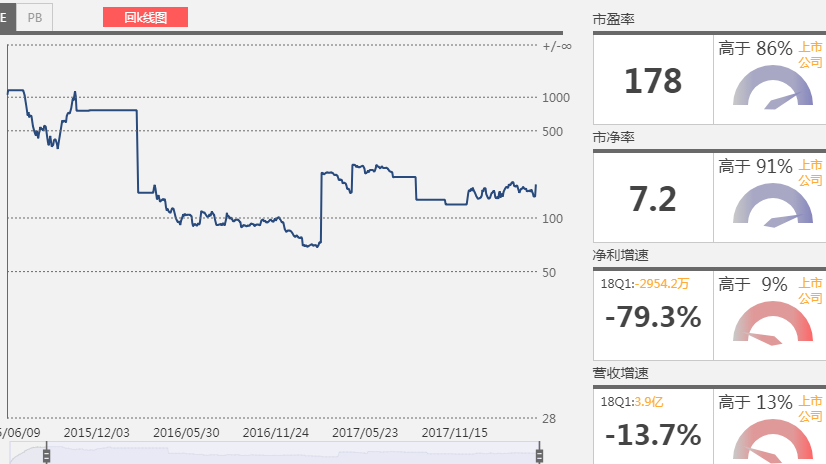 E PB 回k线图
+/-∞
1000
500
100
50
28
/06/09 2015/12/03 2016/05/30 2016/11/24 2017/05/23 2017/11/15
市盈率
178
高于 86% 上市
公司
市净率
7.2
高于 91% 上市
公司
净利增速
18Q1:-2954.2万
-79.3%
高于 9% 上市
公司
营收增速
18Q1:3.9亿
-13.7%
高于 13% 上市
公司